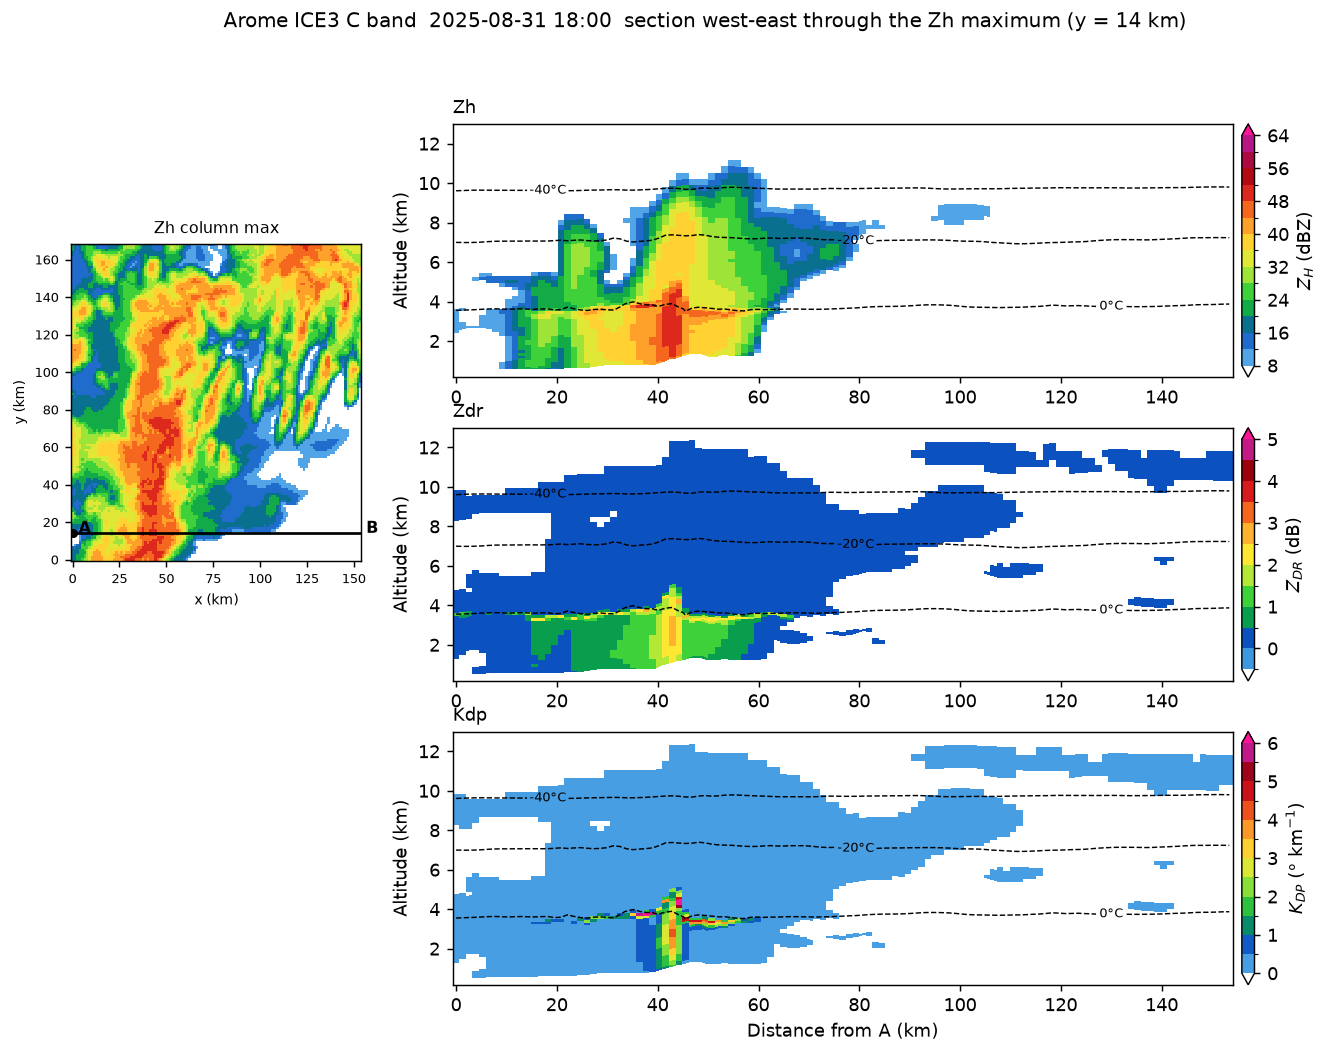 Arome ICE3 C band  2025-08-31 18:00  section west-east through the Zh maximum (y = 14 km)
Zh column max
y (km)
160
140
120
100
80
60
40
20
0
A
B
0 25 50 75 100 125 150
x (km)
Zh
Altitude (km)
12
10
8
6
4
2
-40°C
-20°C
0°C
0 20 40 60 80 100 120 140
64
56
48
40
32
24
16
8
Z_H (dBZ)
Zdr
Altitude (km)
12
10
8
6
4
2
-40°C
-20°C
0°C
0 20 40 60 80 100 120 140
5
4
3
2
1
0
Z_DR (dB)
Kdp
Altitude (km)
12
10
8
6
4
2
-40°C
-20°C
0°C
0 20 40 60 80 100 120 140
Distance from A (km)
6
5
4
3
2
1
0
K_DP (° km⁻¹)